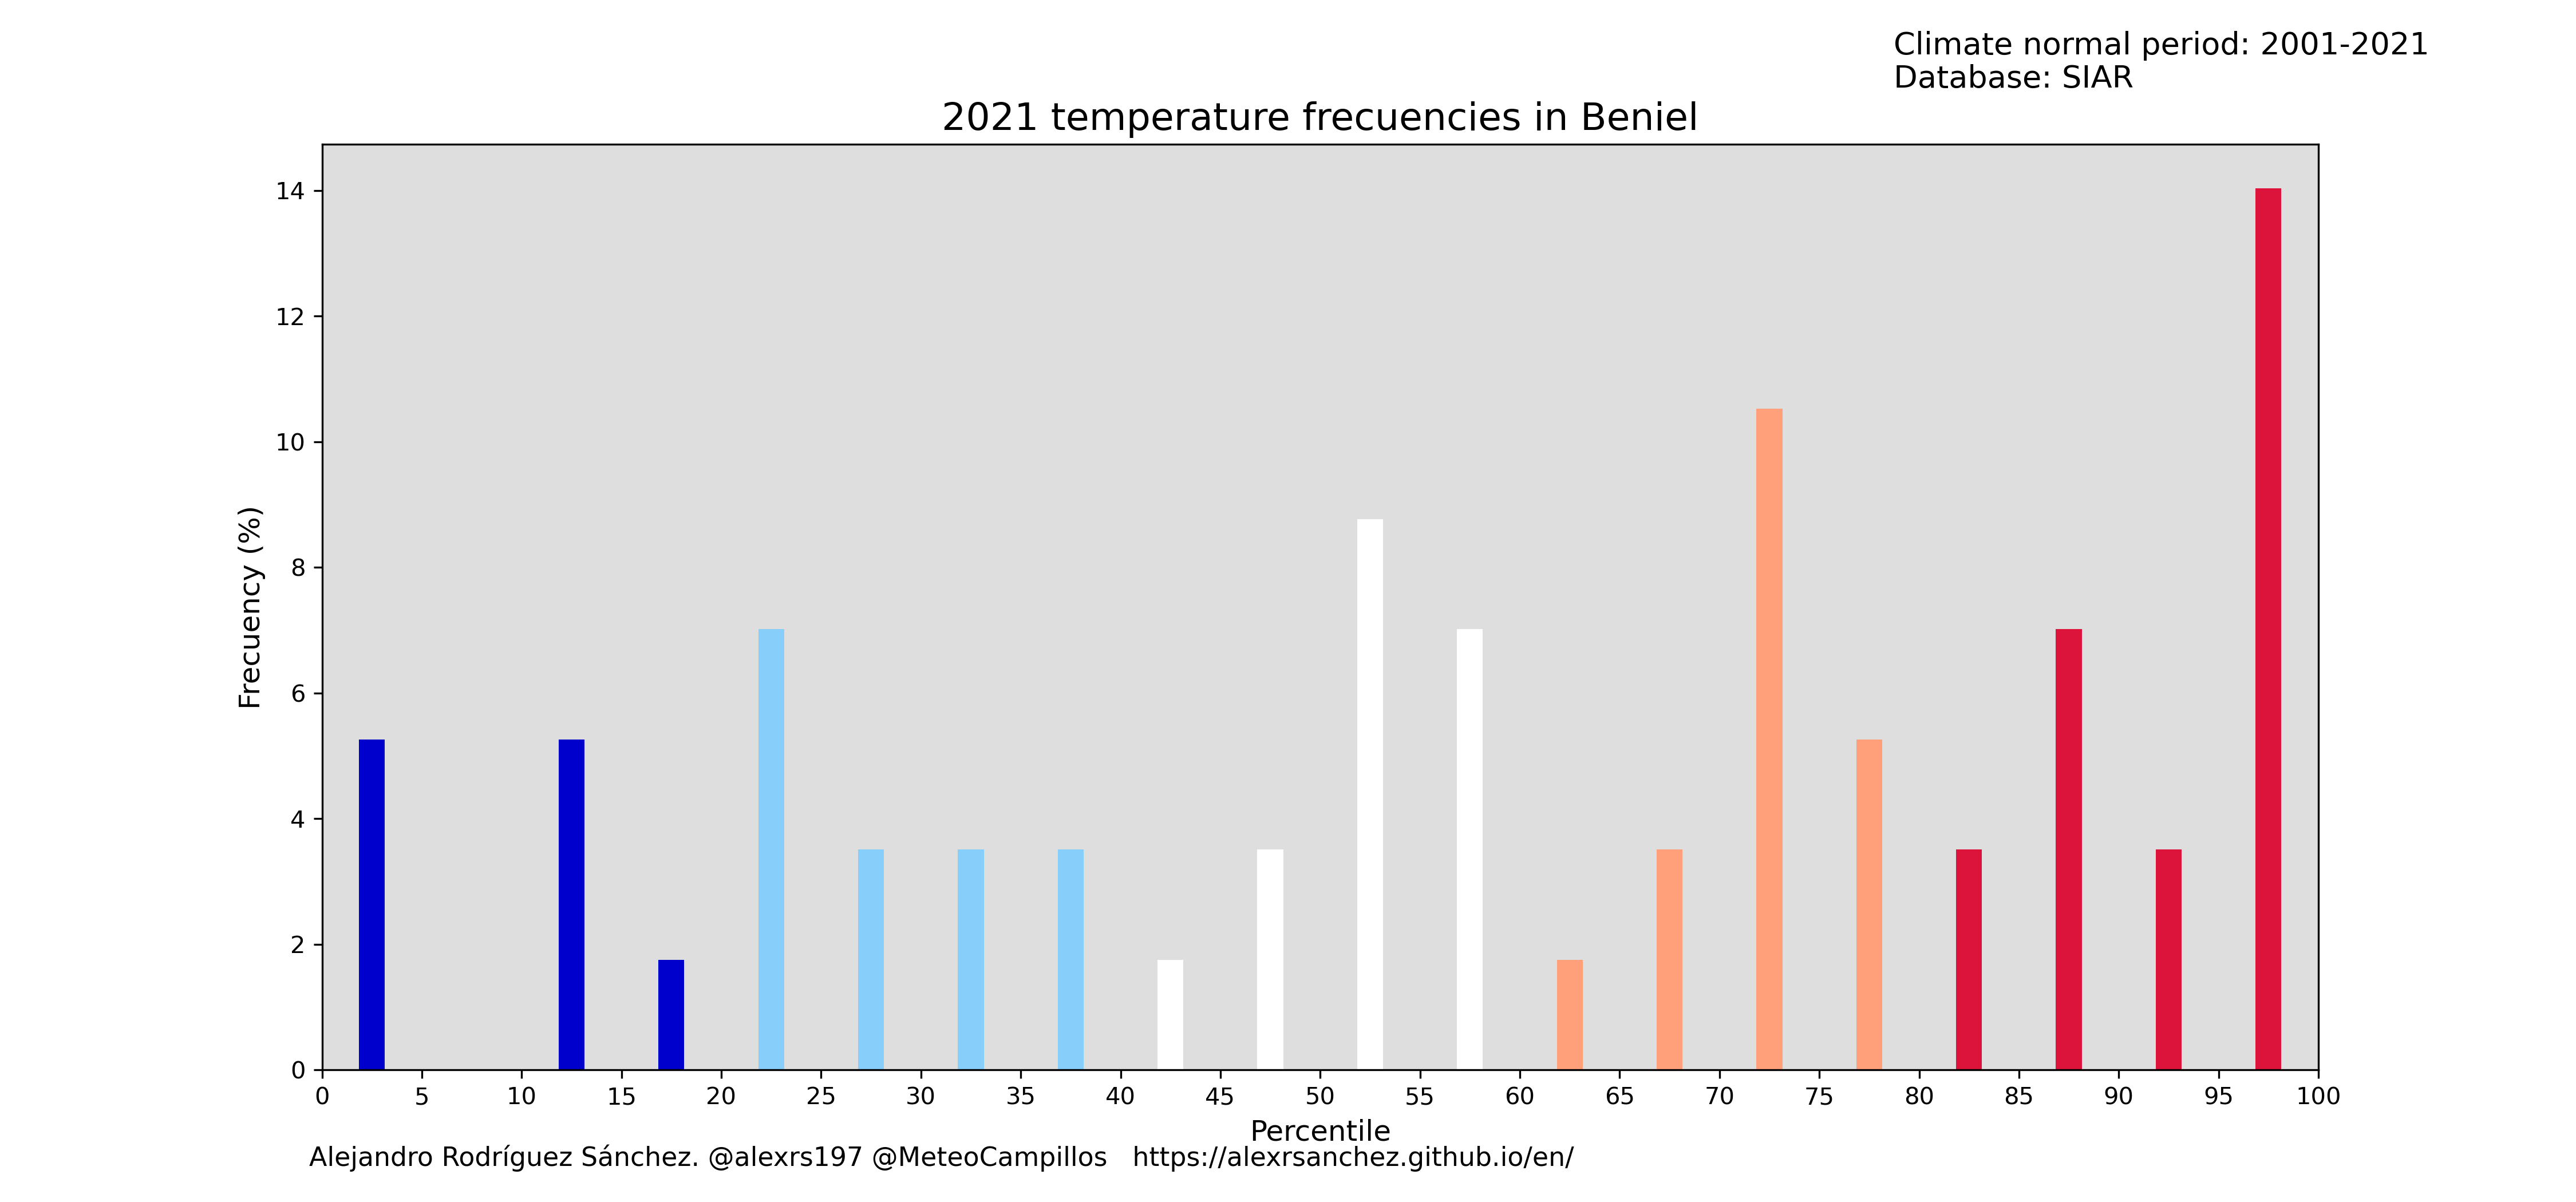 Climate normal period: 2001-2021
Database: SIAR
2021 temperature frecuencies in Beniel
14
12
10
8
6
4
2
0
Frecuency (%)
0 5 10 15 20 25 30 35 40 45 50 55 60 65 70 75 80 85 90 95 100
Percentile
Alejandro Rodríguez Sánchez. @alexrs197 @MeteoCampillos https://alexrsanchez.github.io/en/